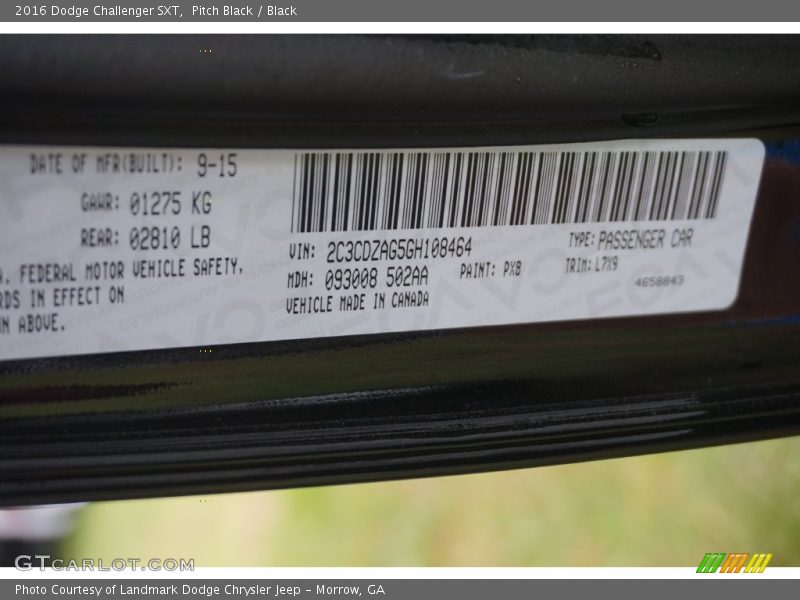 2016 Dodge Challenger SXT,  Pitch Black / Black
DATE OF MFR(BUILT): 9-15
GAWR: 01275 KG
REAR: 02810 LB
FEDERAL MOTOR VEHICLE SAFETY,
IN EFFECT ON
ABOVE.
VIN: 2C3CDZAG5GH108464
MDH: 093008 502AA
VEHICLE MADE IN CANADA
PAINT: PX8
TYPE: PASSENGER CAR
TRIM: L7X9
4658843
GTCARLOT.COM
Photo Courtesy of Landmark Dodge Chrysler Jeep – Morrow, GA